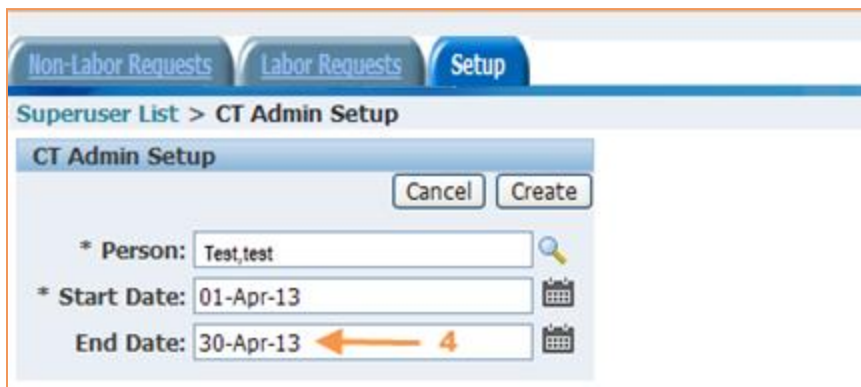 Non-Labor Requests Labor Requests Setup
Superuser List > CT Admin Setup
CT Admin Setup
Cancel Create
* Person: Test,test
* Start Date: 01-Apr-13
End Date: 30-Apr-13 4